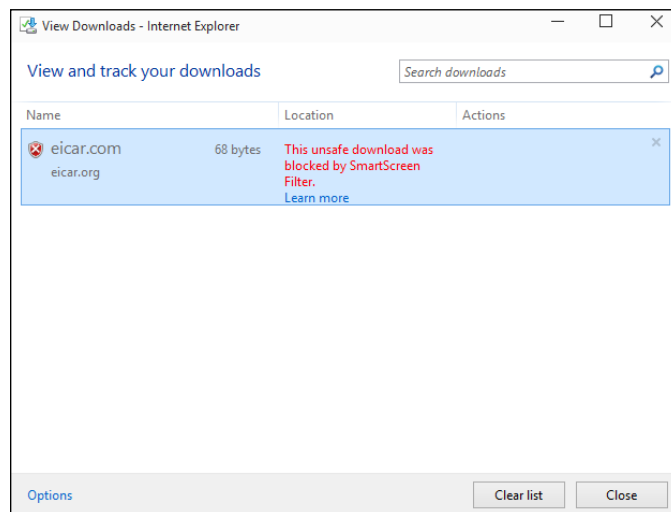 View Downloads - Internet Explorer
View and track your downloads
Search downloads
Name Location Actions
eicar.com 68 bytes This unsafe download was
eicar.org blocked by SmartScreen
Filter.
Learn more
Options Clear list Close